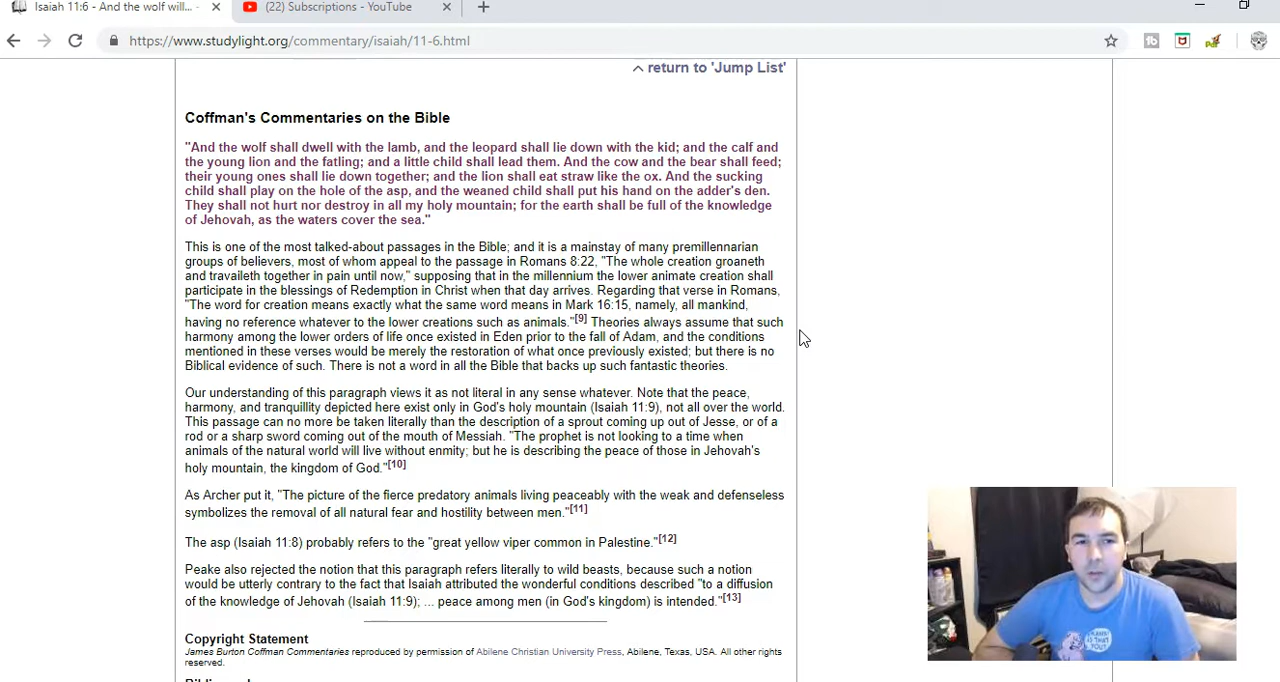 Isaiah 11:6 - And the wolf will...
(22) Subscriptions - YouTube
https://www.studylight.org/commentary/isaiah/11-6.html
return to 'Jump List'
Coffman's Commentaries on the Bible
"And the wolf shall dwell with the lamb, and the leopard shall lie down with the kid; and the calf and
the young lion and the fatling; and a little child shall lead them. And the cow and the bear shall feed;
their young ones shall lie down together; and the lion shall eat straw like the ox. And the sucking
child shall play on the hole of the asp, and the weaned child shall put his hand on the adder's den.
They shall not hurt nor destroy in all my holy mountain; for the earth shall be full of the knowledge
of Jehovah, as the waters cover the sea."
This is one of the most talked-about passages in the Bible; and it is a mainstay of many premillennarian
groups of believers, most of whom appeal to the passage in Romans 8:22, "The whole creation groaneth
and travaileth together in pain until now," supposing that in the millennium the lower animate creation shall
participate in the blessings of Redemption in Christ when that day arrives. Regarding that verse in Romans,
"The word for creation means exactly what the same word means in Mark 16:15, namely, all mankind,
having no reference whatever to the lower creations such as animals."[9] Theories always assume that such
harmony among the lower orders of life once existed in Eden prior to the fall of Adam, and the conditions
mentioned in these verses would be merely the restoration of what once previously existed; but there is no
Biblical evidence of such. There is not a word in all the Bible that backs up such fantastic theories.
Our understanding of this paragraph views it as not literal in any sense whatever. Note that the peace,
harmony, and tranquillity depicted here exist only in God's holy mountain (Isaiah 11:9), not all over the world.
This passage can no more be taken literally than the description of a sprout coming up out of Jesse, or of a
rod or a sharp sword coming out of the mouth of Messiah. "The prophet is not looking to a time when
animals of the natural world will live without enmity; but he is describing the peace of those in Jehovah's
holy mountain, the kingdom of God."[10]
As Archer put it, "The picture of the fierce predatory animals living peaceably with the weak and defenseless
symbolizes the removal of all natural fear and hostility between men."[11]
The asp (Isaiah 11:8) probably refers to the "great yellow viper common in Palestine."[12]
Peake also rejected the notion that this paragraph refers literally to wild beasts, because such a notion
would be utterly contrary to the fact that Isaiah attributed the wonderful conditions described "to a diffusion
of the knowledge of Jehovah (Isaiah 11:9); ... peace among men (in God's kingdom) is intended."[13]
Copyright Statement
James Burton Coffman Commentaries reproduced by permission of Abilene Christian University Press, Abilene, Texas, USA. All other rights
reserved.